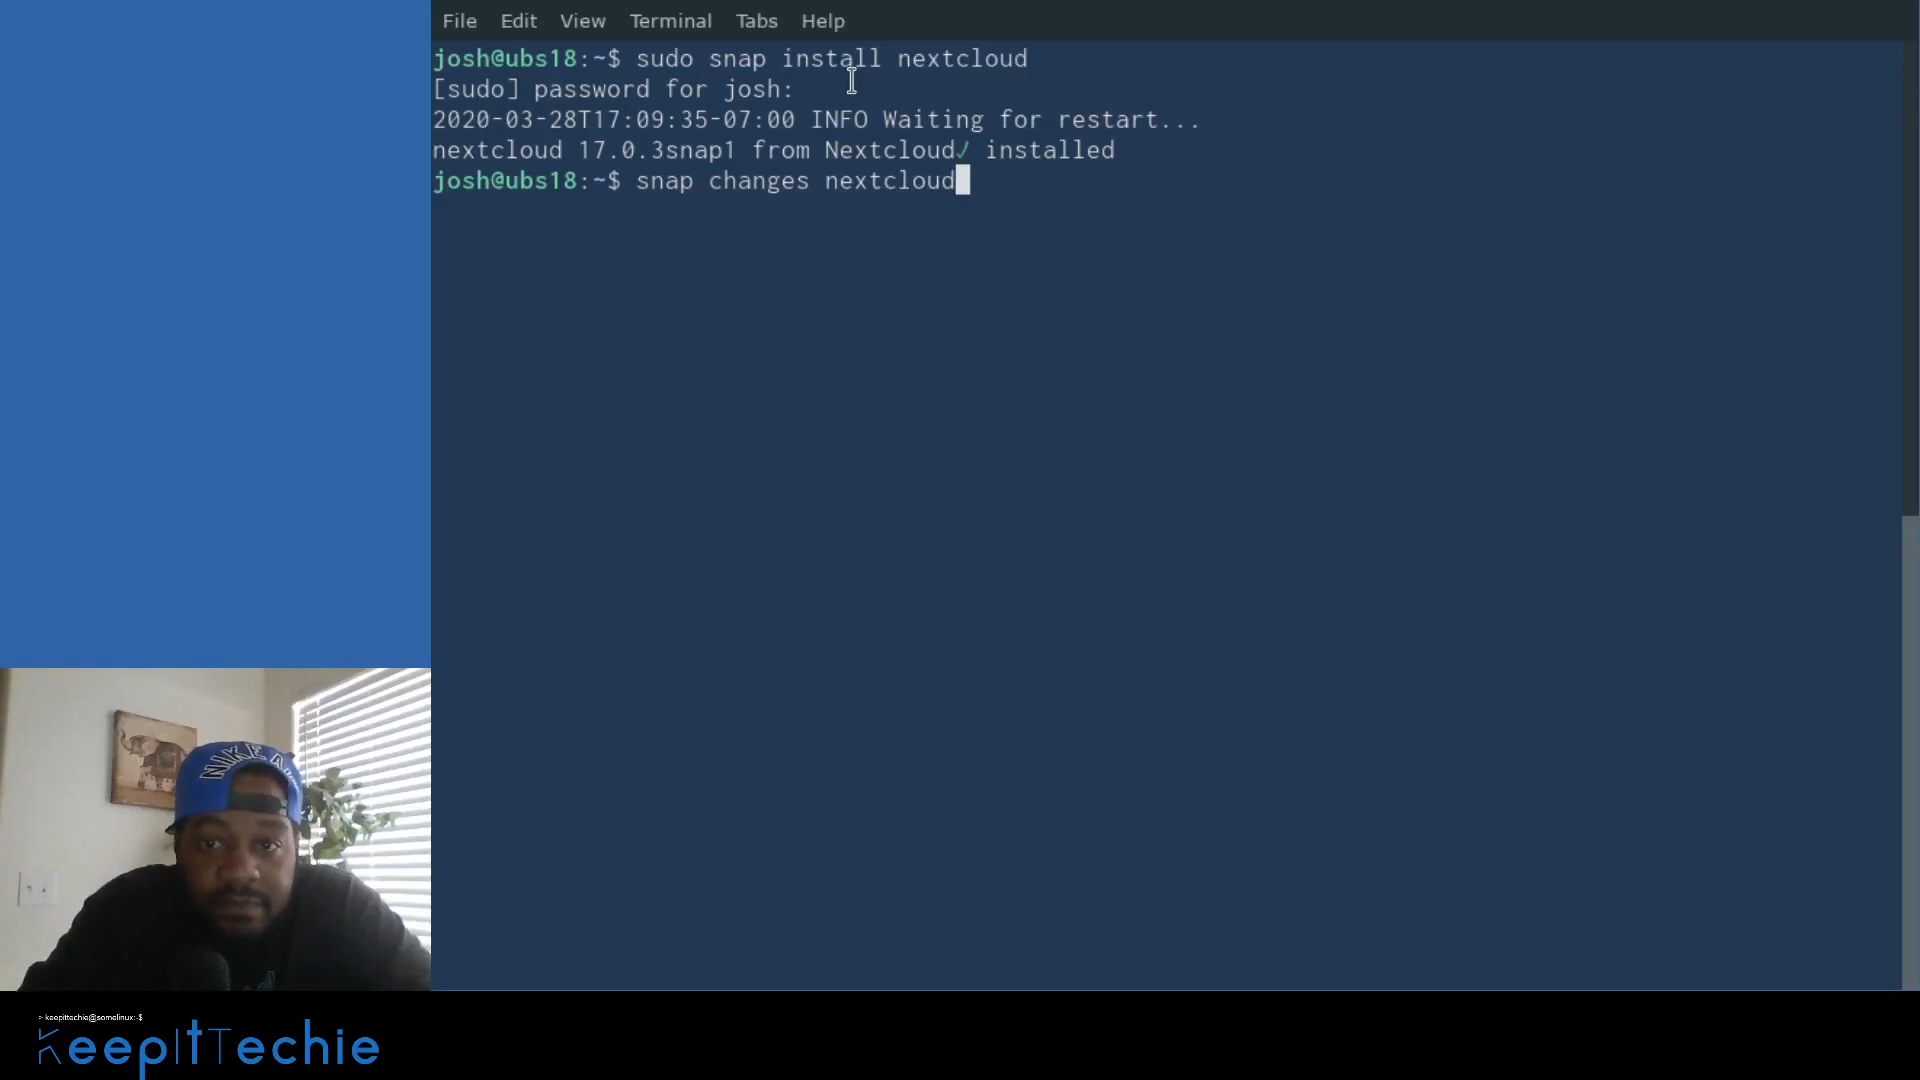 File Edit View Terminal Tabs Help
josh@ubs18:~$ sudo snap install nextcloud
[sudo] password for josh:
2020-03-28T17:09:35-07:00 INFO Waiting for restart...
nextcloud 17.0.3snap1 from Nextcloud✓ installed
josh@ubs18:~$ snap changes nextcloud
NIKE A
> keepittechie@somelinux:~$
KeepItTechie